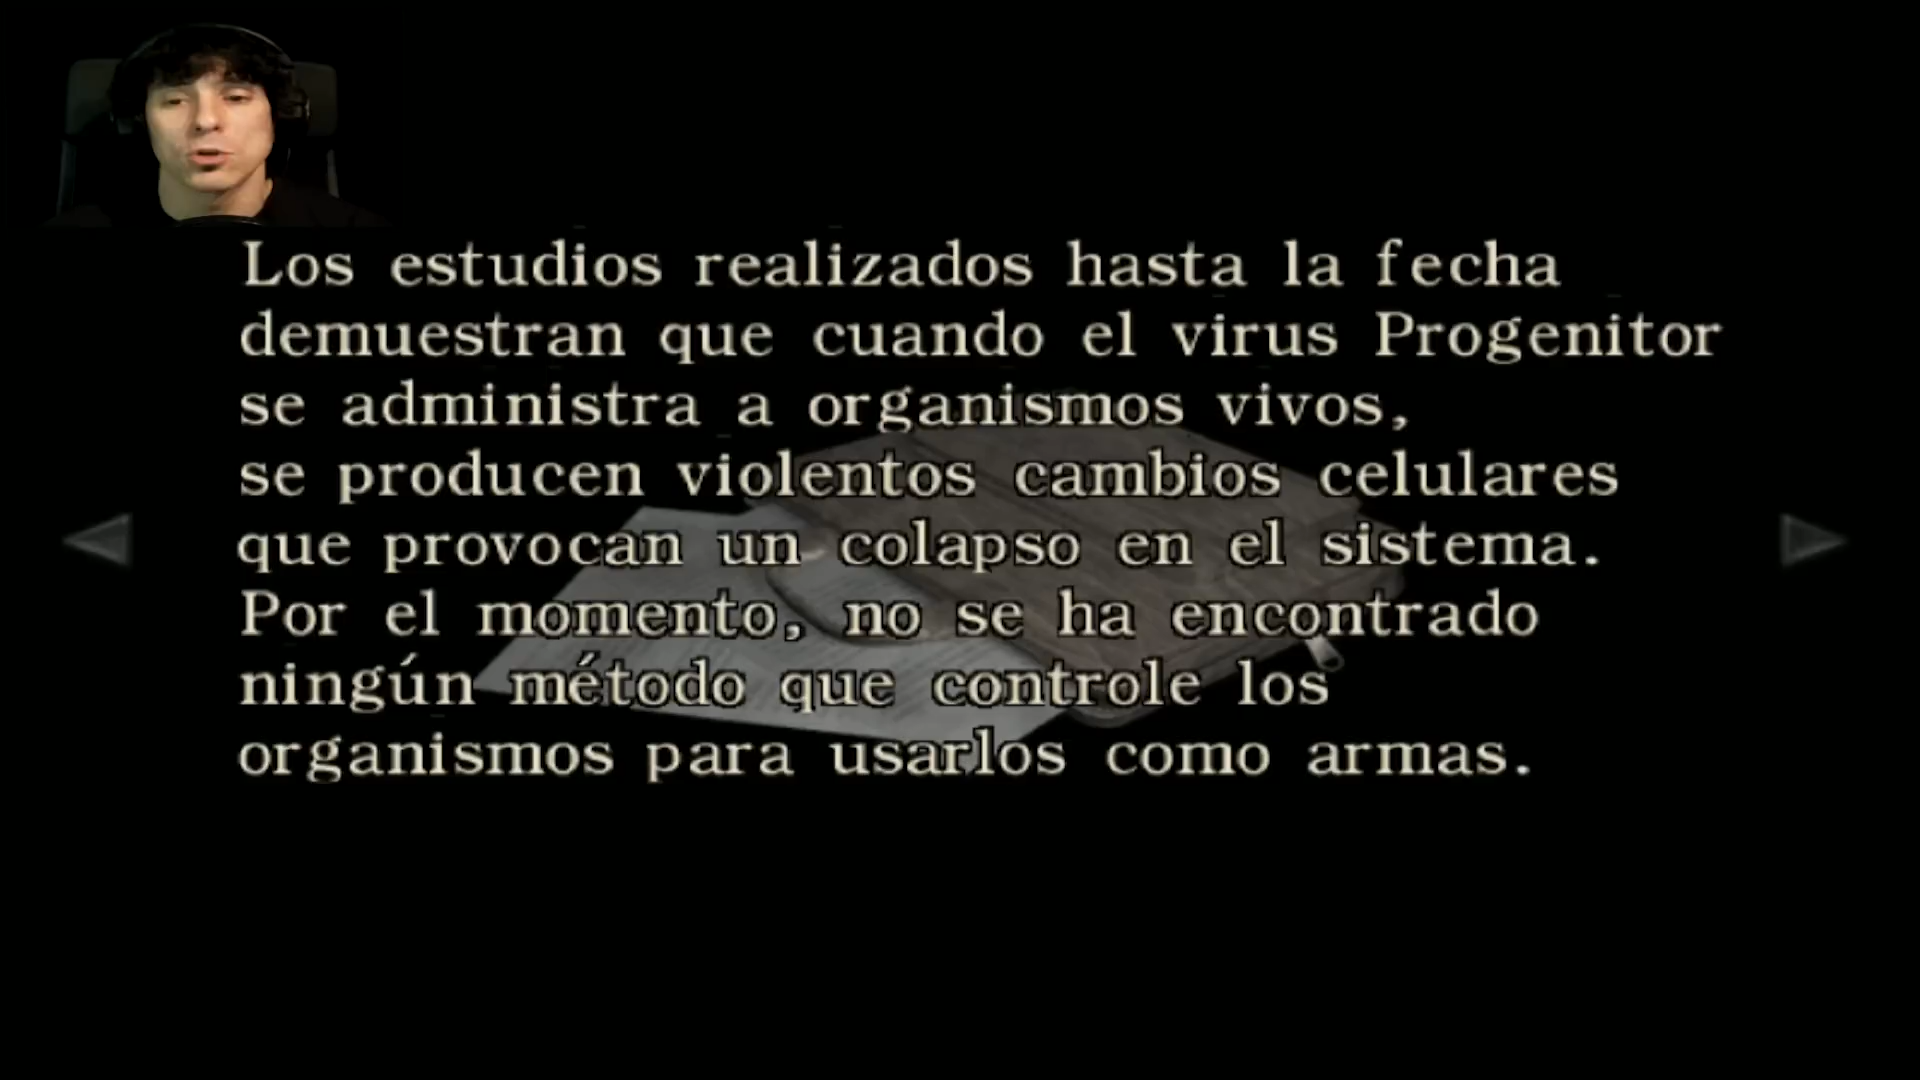 Los estudios realizados hasta la fecha
demuestran que cuando el virus Progenitor
se administra a organismos vivos,
se producen violentos cambios celulares
que provocan un colapso en el sistema.
Por el momento, no se ha encontrado
ningún método que controle los
organismos para usarlos como armas.